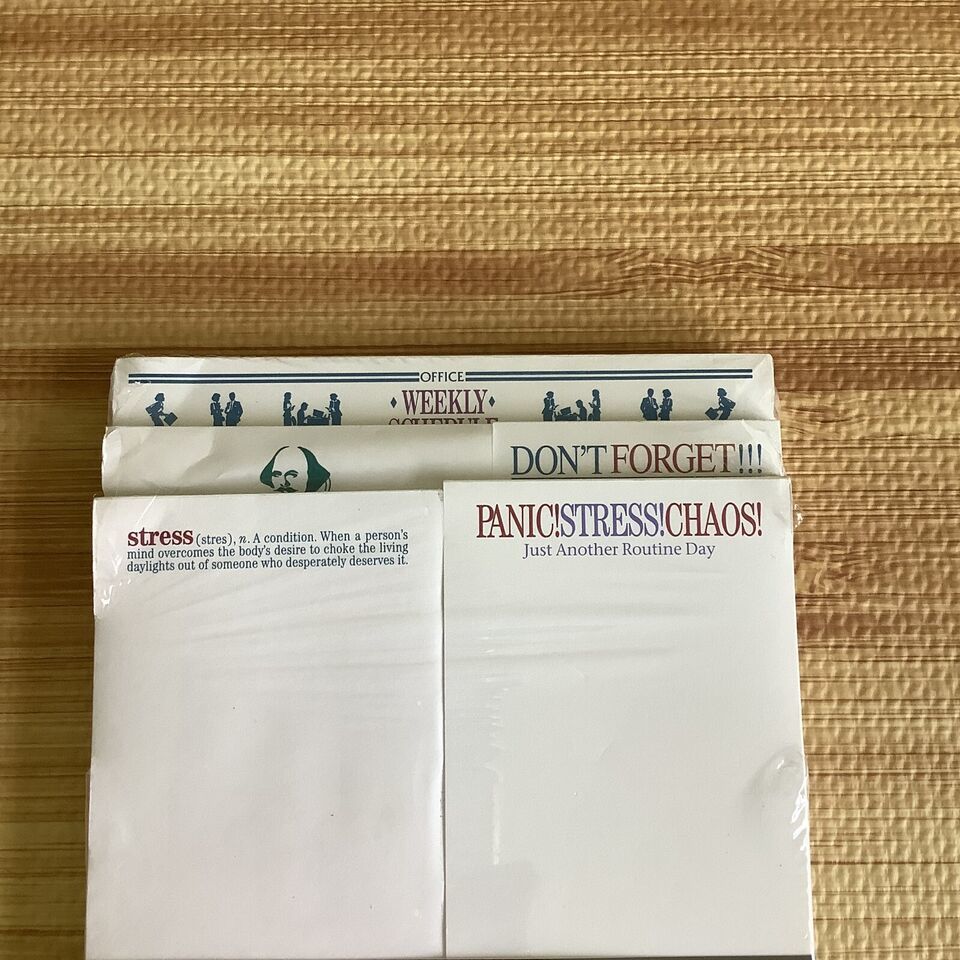 OFFICE
WEEKLY
SCHEDULE
DON'T FORGET!!!
stress (stres), n. A condition. When a person's
mind overcomes the body's desire to choke the living
daylights out of someone who desperately deserves it.
PANIC!STRESS!CHAOS!
Just Another Routine Day